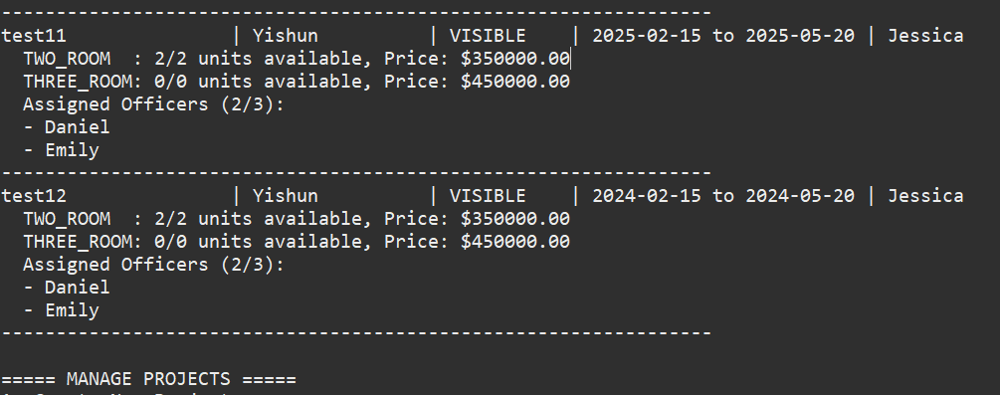 -----------------------------------------------------------------
test11               | Yishun          | VISIBLE    | 2025-02-15 to 2025-05-20 | Jessica
  TWO_ROOM  : 2/2 units available, Price: $350000.00
  THREE_ROOM: 0/0 units available, Price: $450000.00
  Assigned Officers (2/3):
  - Daniel
  - Emily
-----------------------------------------------------------------
test12               | Yishun          | VISIBLE    | 2024-02-15 to 2024-05-20 | Jessica
  TWO_ROOM  : 2/2 units available, Price: $350000.00
  THREE_ROOM: 0/0 units available, Price: $450000.00
  Assigned Officers (2/3):
  - Daniel
  - Emily
-----------------------------------------------------------------
===== MANAGE PROJECTS =====